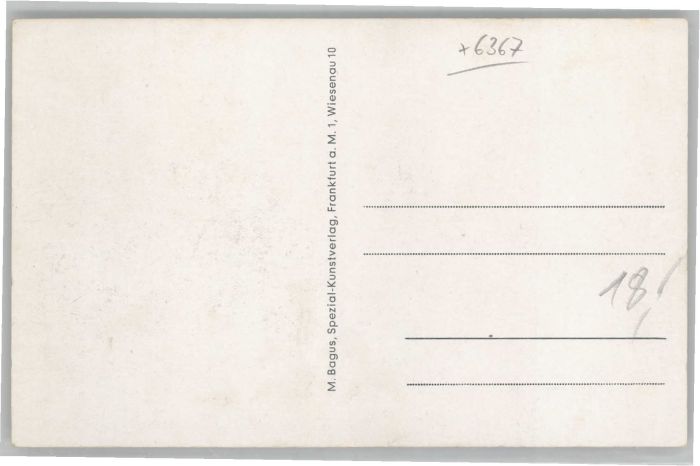 +6367
M. Bagus, Spezial-Kunstverlag, Frankfurt a. M. 1, Wiesenau 10
18,